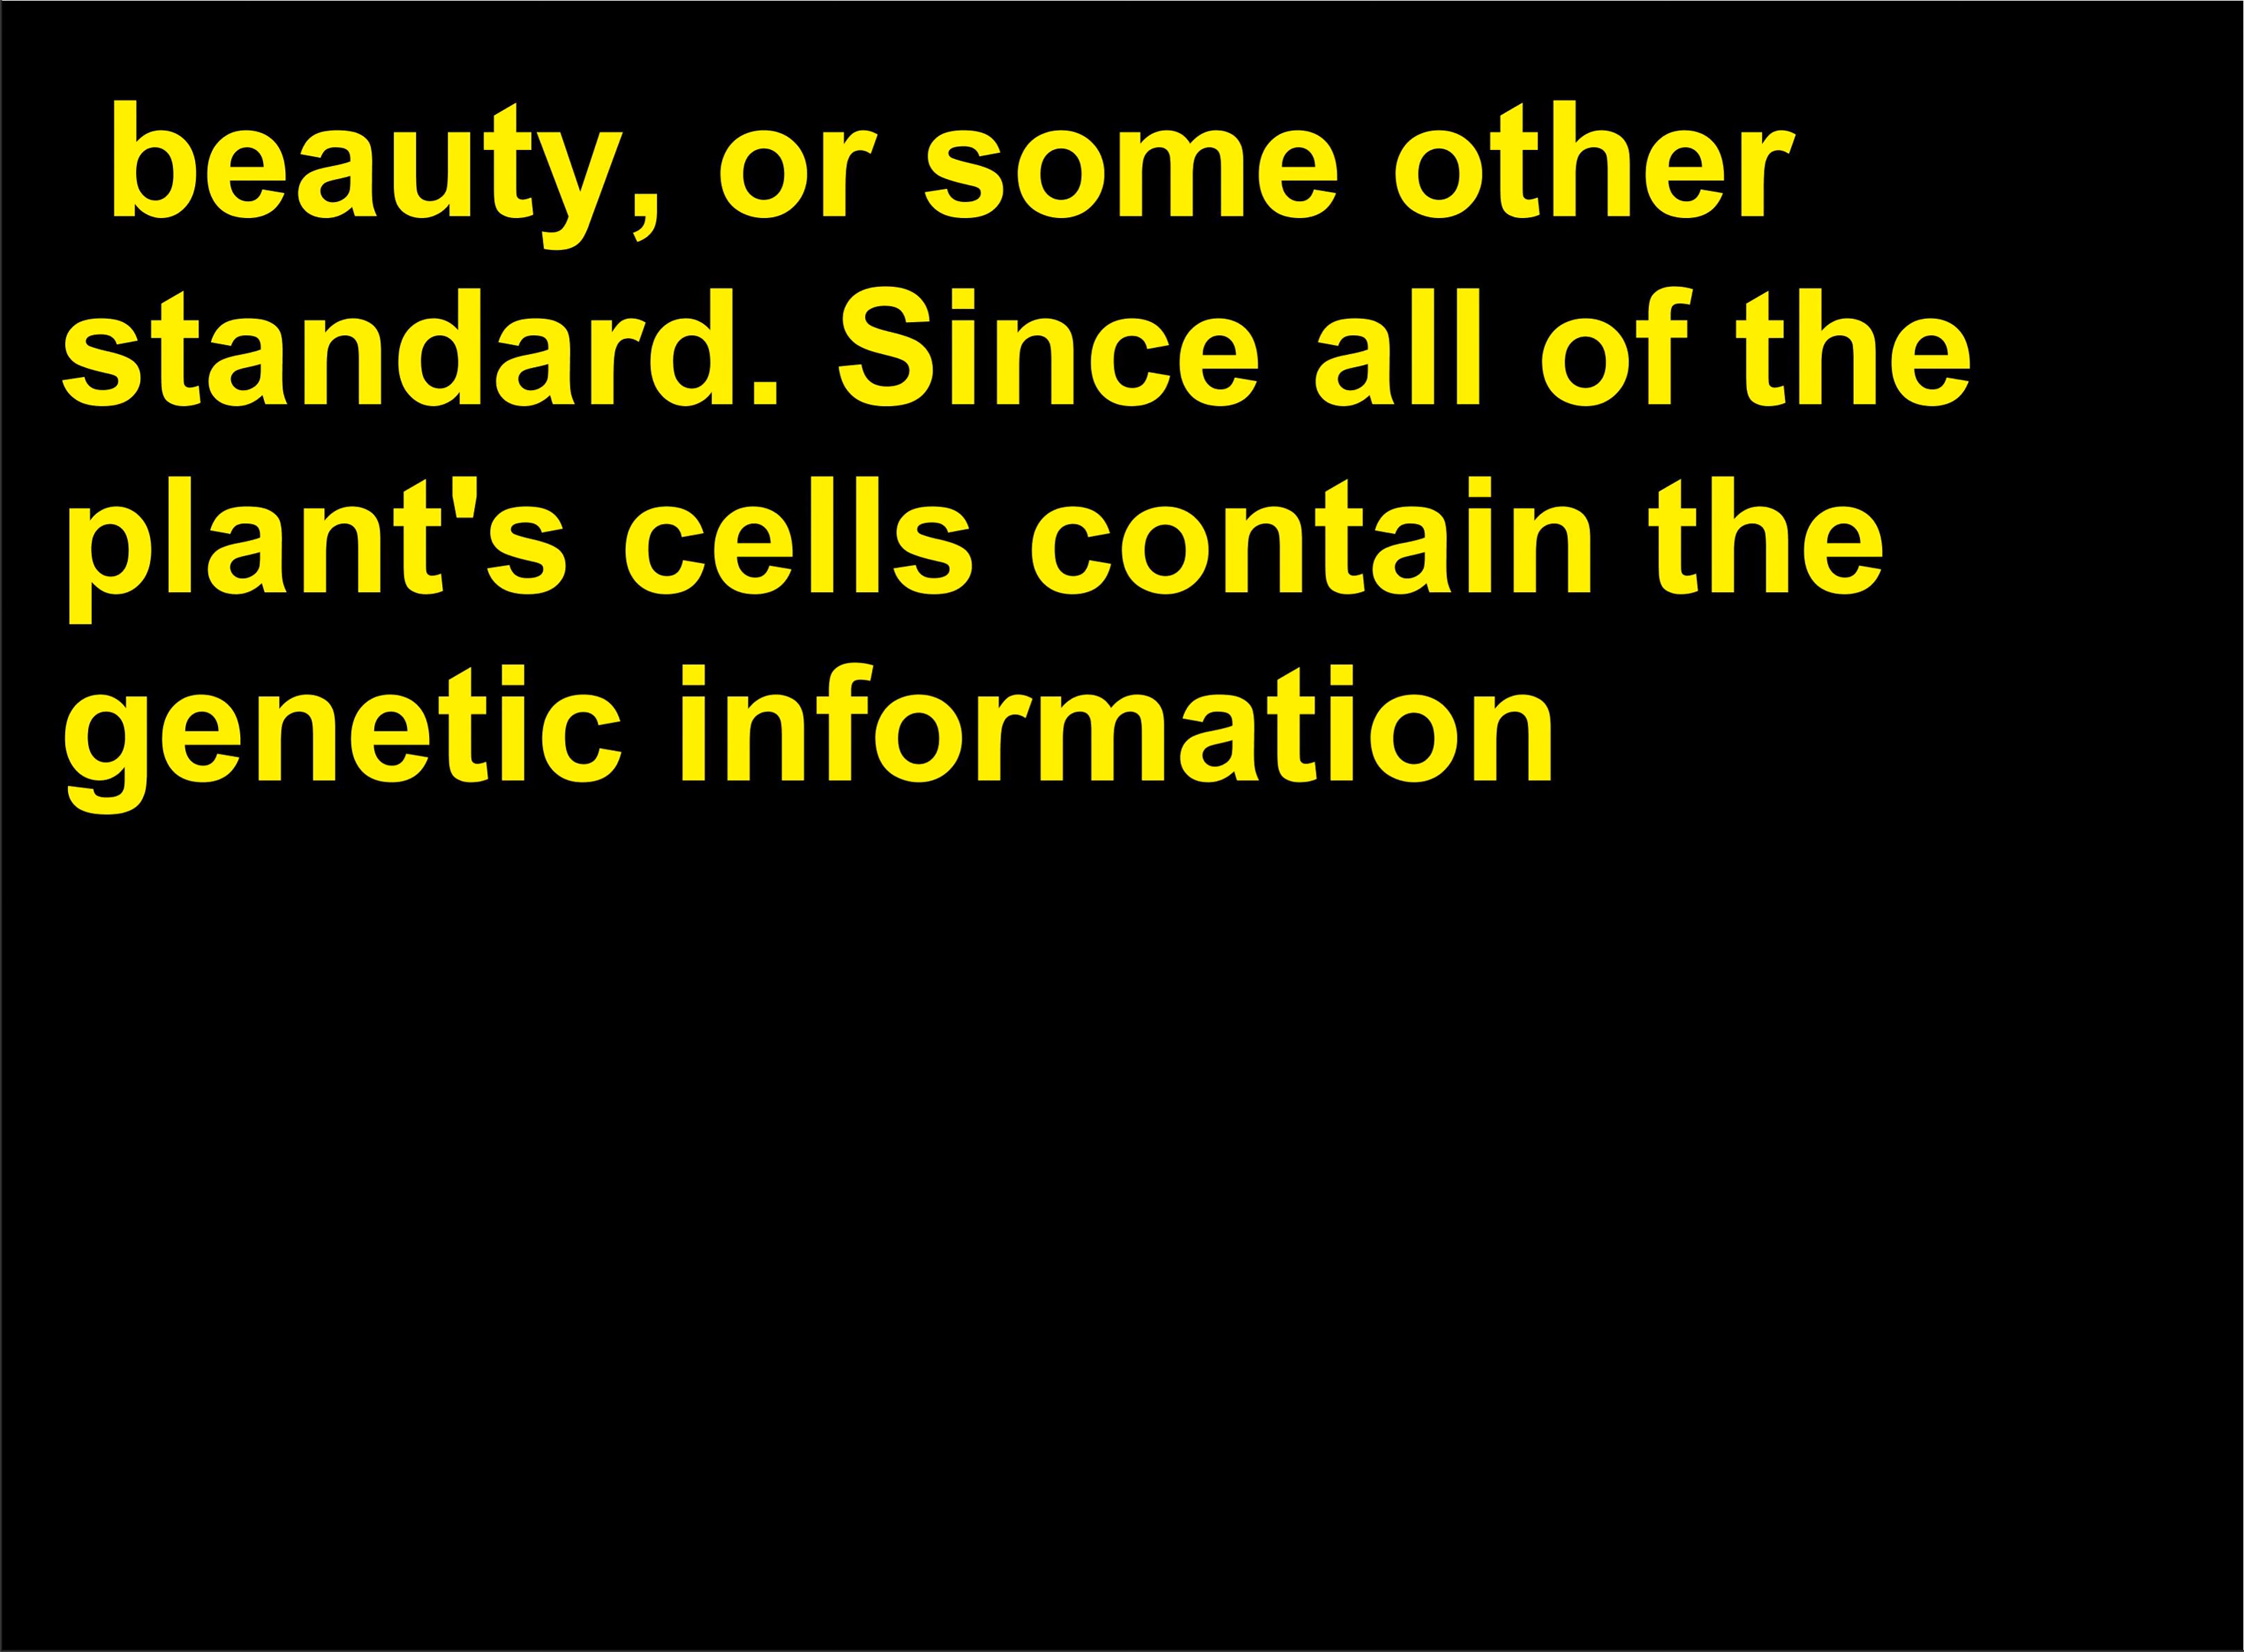 beauty, or some other
standard. Since all of the
plant's cells contain the
genetic information